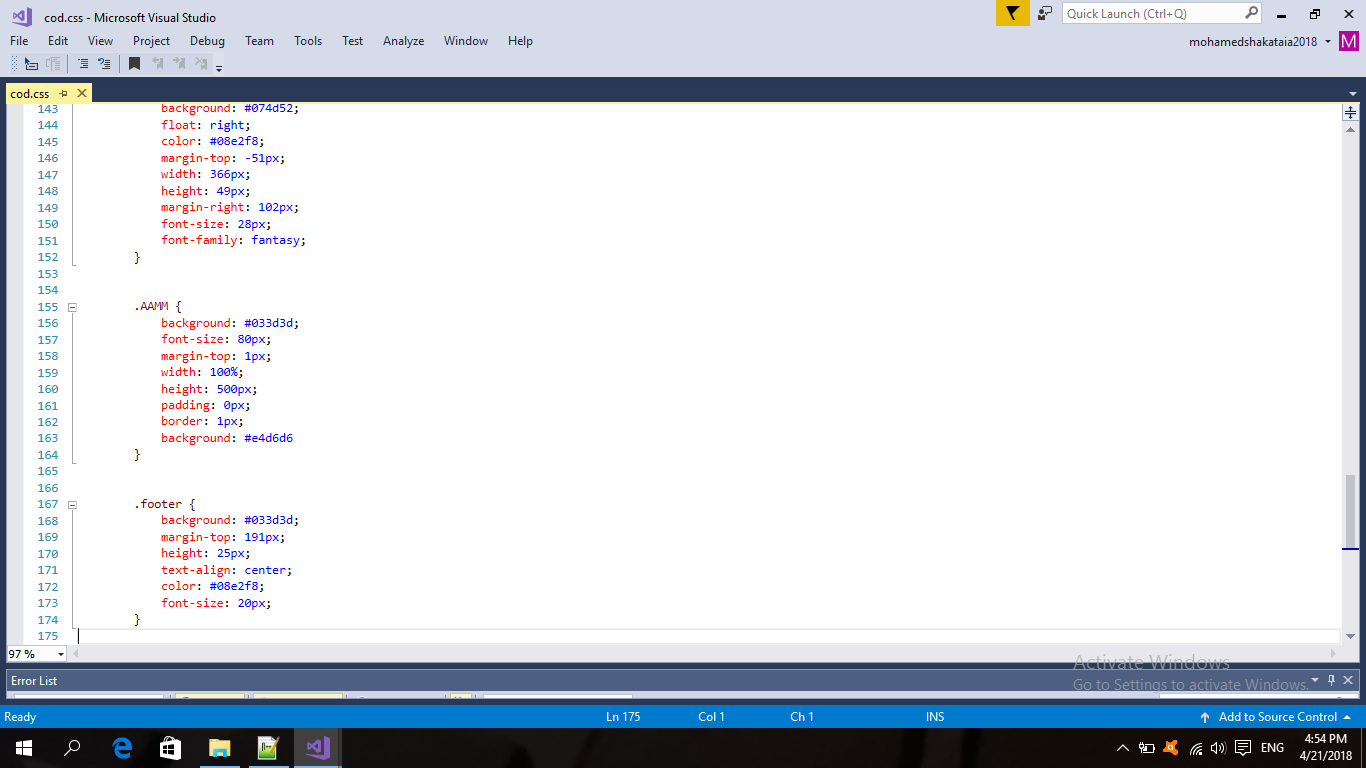 cod.css - Microsoft Visual Studio
Quick Launch (Ctrl+Q)
File Edit View Project Debug Team Tools Test Analyze Window Help
mohamedshakataia2018 M
cod.css
143 background: #074d52;
144 float: right;
145 color: #08e2f8;
146 margin-top: -51px;
147 width: 366px;
148 height: 49px;
149 margin-right: 102px;
150 font-size: 28px;
151 font-family: fantasy;
152 }
153
154
155 .AAMM {
156 background: #033d3d;
157 font-size: 80px;
158 margin-top: 1px;
159 width: 100%;
160 height: 500px;
161 padding: 0px;
162 border: 1px;
163 background: #e4d6d6
164 }
165
166
167 .footer {
168 background: #033d3d;
169 margin-top: 191px;
170 height: 25px;
171 text-align: center;
172 color: #08e2f8;
173 font-size: 20px;
174 }
175
97 %
Activate Windows
Go to Settings to activate Windows.
Error List
Ready Ln 175 Col 1 Ch 1 INS Add to Source Control
ENG
4:54 PM
4/21/2018